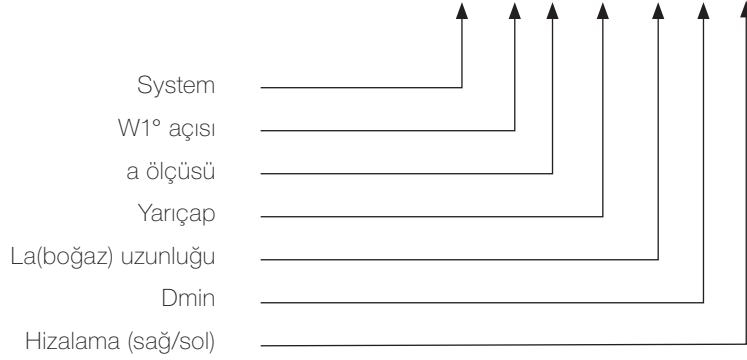 System
W1° açısı
a ölçüsü
Yarıçap
La(boğaz) uzunluğu
Dmin
Hizalama (sağ/sol)